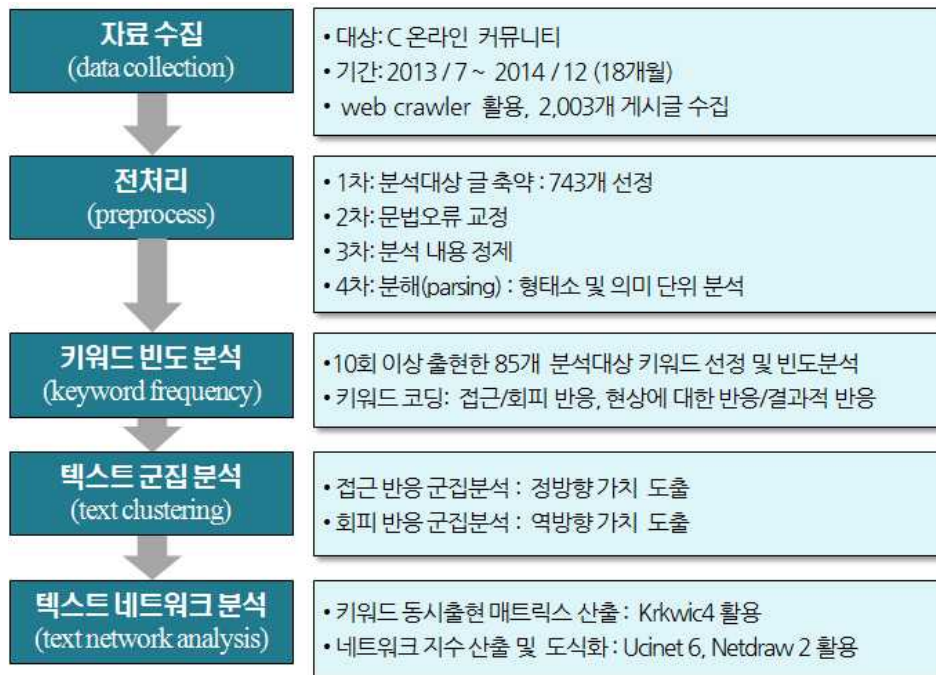 자료 수집
(data collection)
• 대상: C 온라인 커뮤니티
• 기간: 2013 / 7 ~ 2014 / 12 (18개월)
• web crawler 활용, 2,003개 게시글 수집
전처리
(preprocess)
• 1차: 분석대상 글 축약 : 743개 선정
• 2차: 문법오류 교정
• 3차: 분석 내용 정제
• 4차: 분해(parsing) : 형태소 및 의미 단위 분석
키워드 빈도 분석
(keyword frequency)
•10회 이상 출현한 85개 분석대상 키워드 선정 및 빈도분석
• 키워드 코딩: 접근/회피 반응, 현상에 대한 반응/결과적 반응
텍스트 군집 분석
(text clustering)
• 접근 반응 군집분석 : 정방향 가치 도출
• 회피 반응 군집분석 : 역방향 가치 도출
텍스트 네트워크 분석
(text network analysis)
• 키워드 동시출현 매트릭스 산출 : Krkwic4 활용
• 네트워크 지수 산출 및 도식화 : Ucinet 6, Netdraw 2 활용